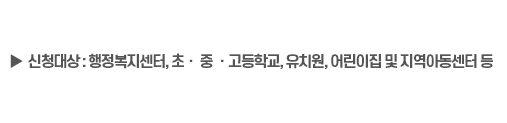 ▶ 신청대상 : 행정복지센터, 초 · 중 · 고등학교, 유치원, 어린이집 및 지역아동센터 등